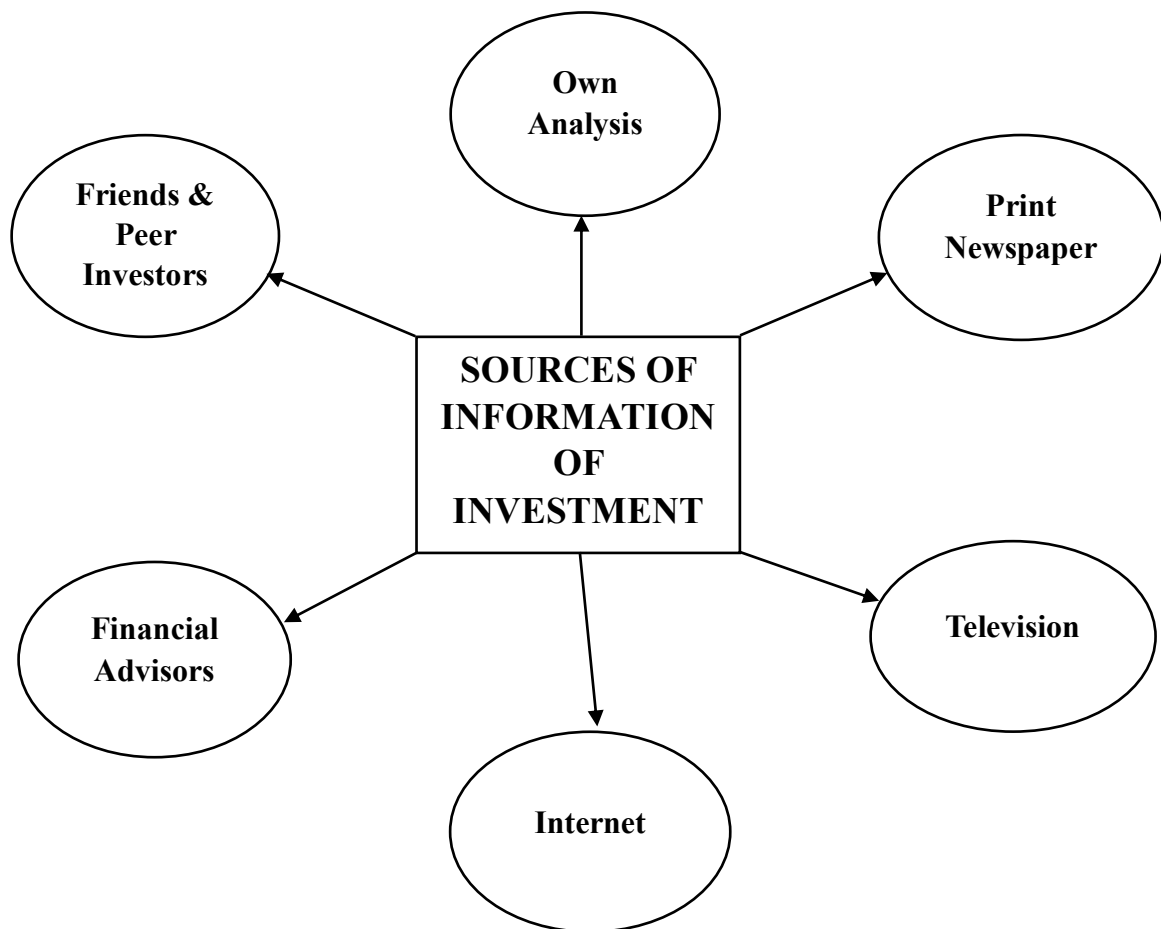 Own
Analysis
Friends &
Peer
Investors
Print
Newspaper
SOURCES OF
INFORMATION
OF
INVESTMENT
Financial
Advisors
Television
Internet